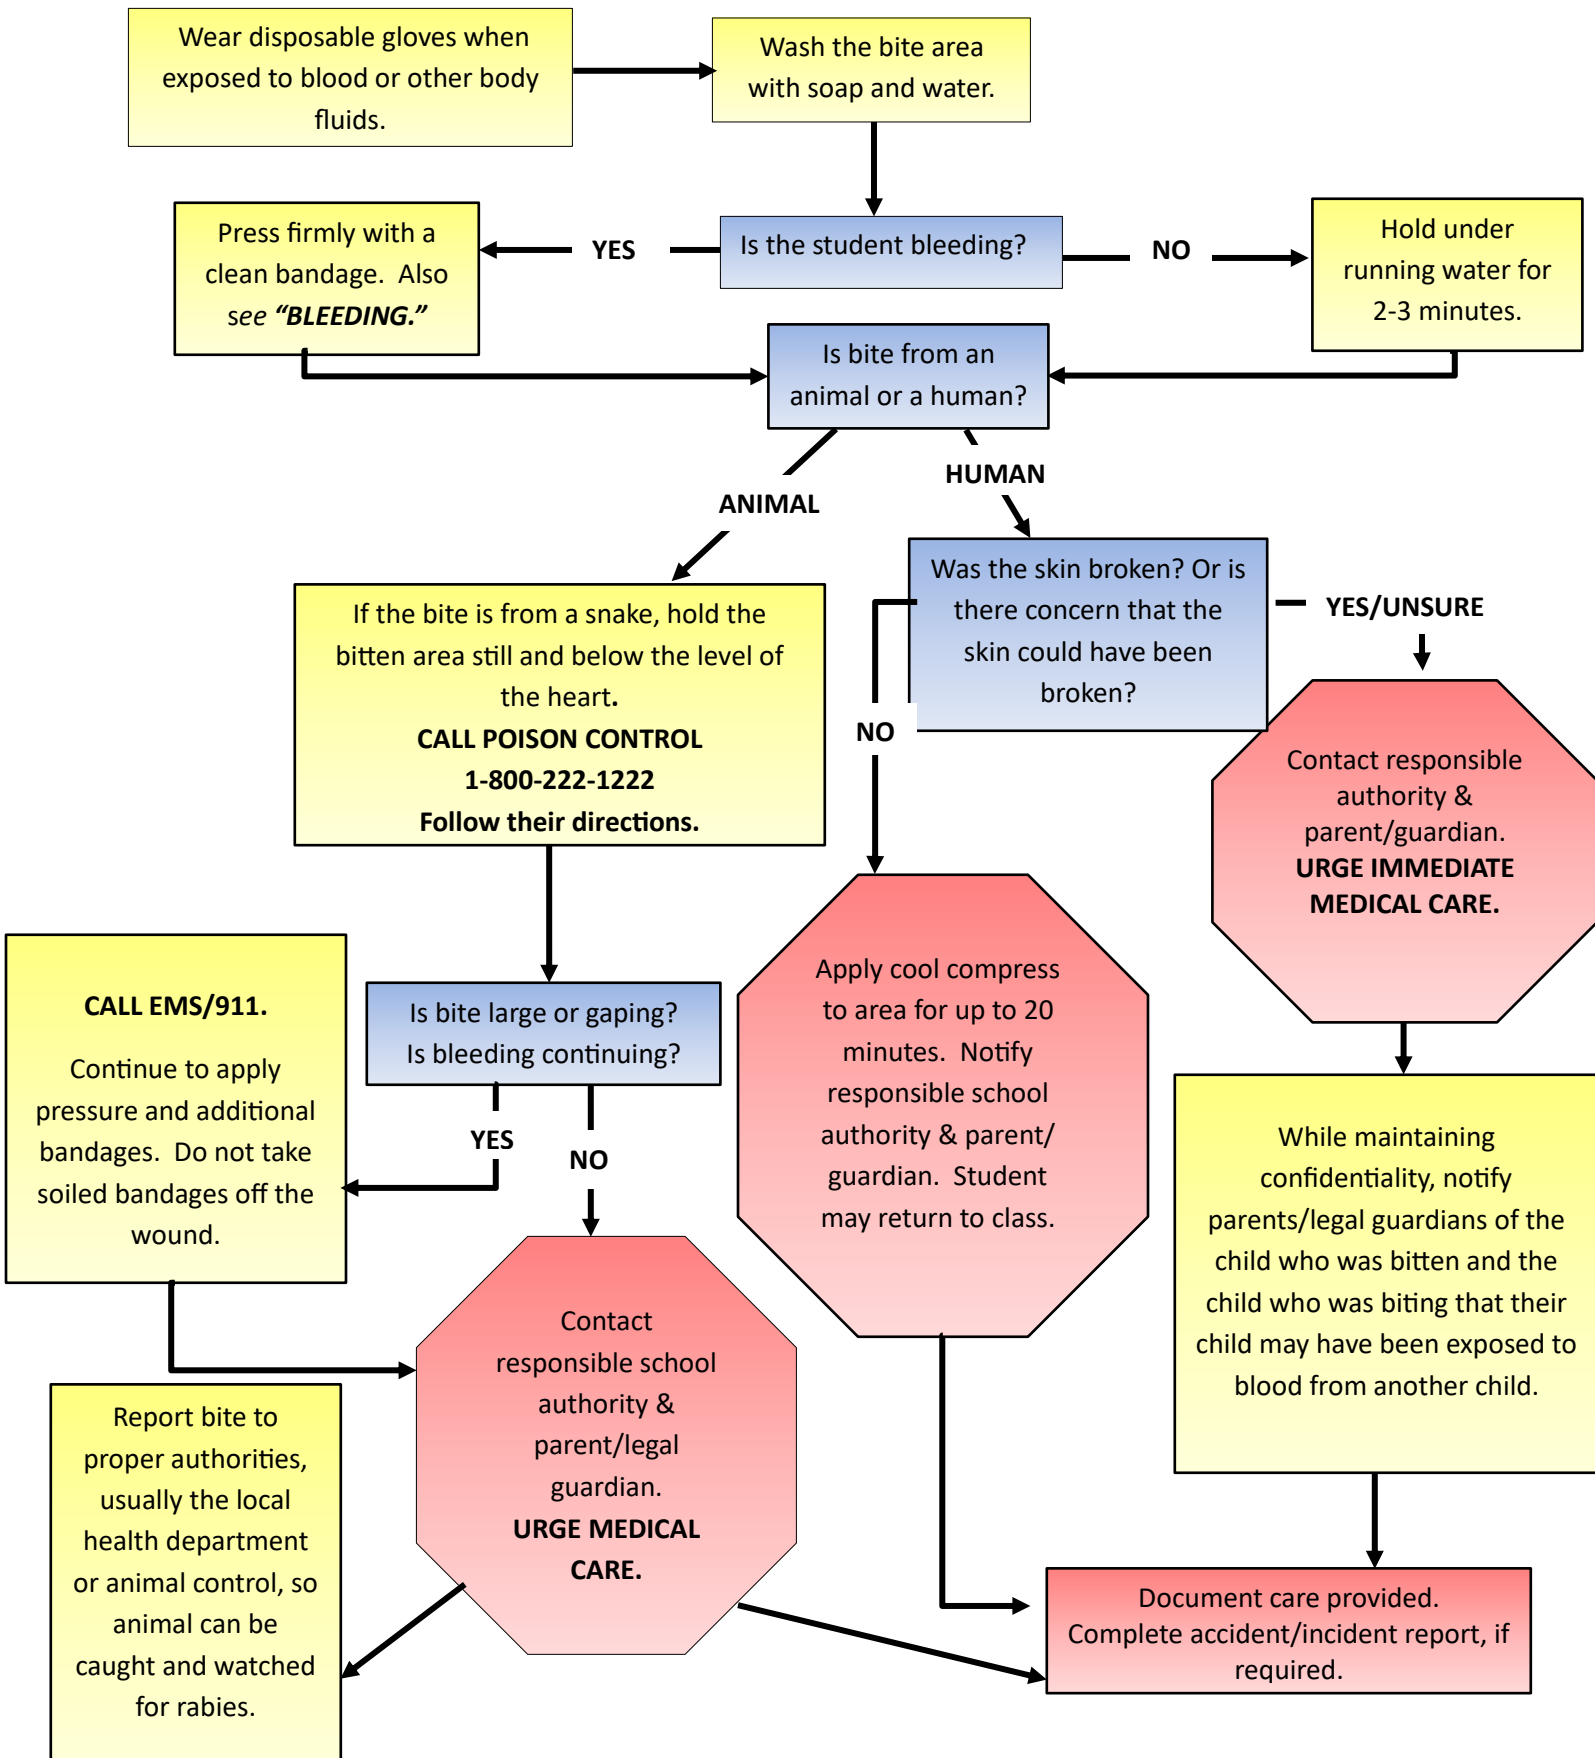 Wear disposable gloves when
exposed to blood or other body
fluids.
Wash the bite area
with soap and water.
Press firmly with a
clean bandage.  Also
see “BLEEDING.”
YES
Is the student bleeding?
NO
Hold under
running water for
2-3 minutes.
Is bite from an
animal or a human?
ANIMAL
HUMAN
If the bite is from a snake, hold the
bitten area still and below the level of
the heart.
CALL POISON CONTROL
1-800-222-1222
Follow their directions.
Was the skin broken? Or is
there concern that the
skin could have been
broken?
YES/UNSURE
NO
Contact responsible
authority &
parent/guardian.
URGE IMMEDIATE
MEDICAL CARE.
CALL EMS/911.
Continue to apply
pressure and additional
bandages.  Do not take
soiled bandages off the
wound.
Is bite large or gaping?
Is bleeding continuing?
YES
NO
Apply cool compress
to area for up to 20
minutes.  Notify
responsible school
authority & parent/
guardian.  Student
may return to class.
While maintaining
confidentiality, notify
parents/legal guardians of the
child who was bitten and the
child who was biting that their
child may have been exposed to
blood from another child.
Contact
responsible school
authority &
parent/legal
guardian.
URGE MEDICAL
CARE.
Report bite to
proper authorities,
usually the local
health department
or animal control, so
animal can be
caught and watched
for rabies.
Document care provided.
Complete accident/incident report, if
required.